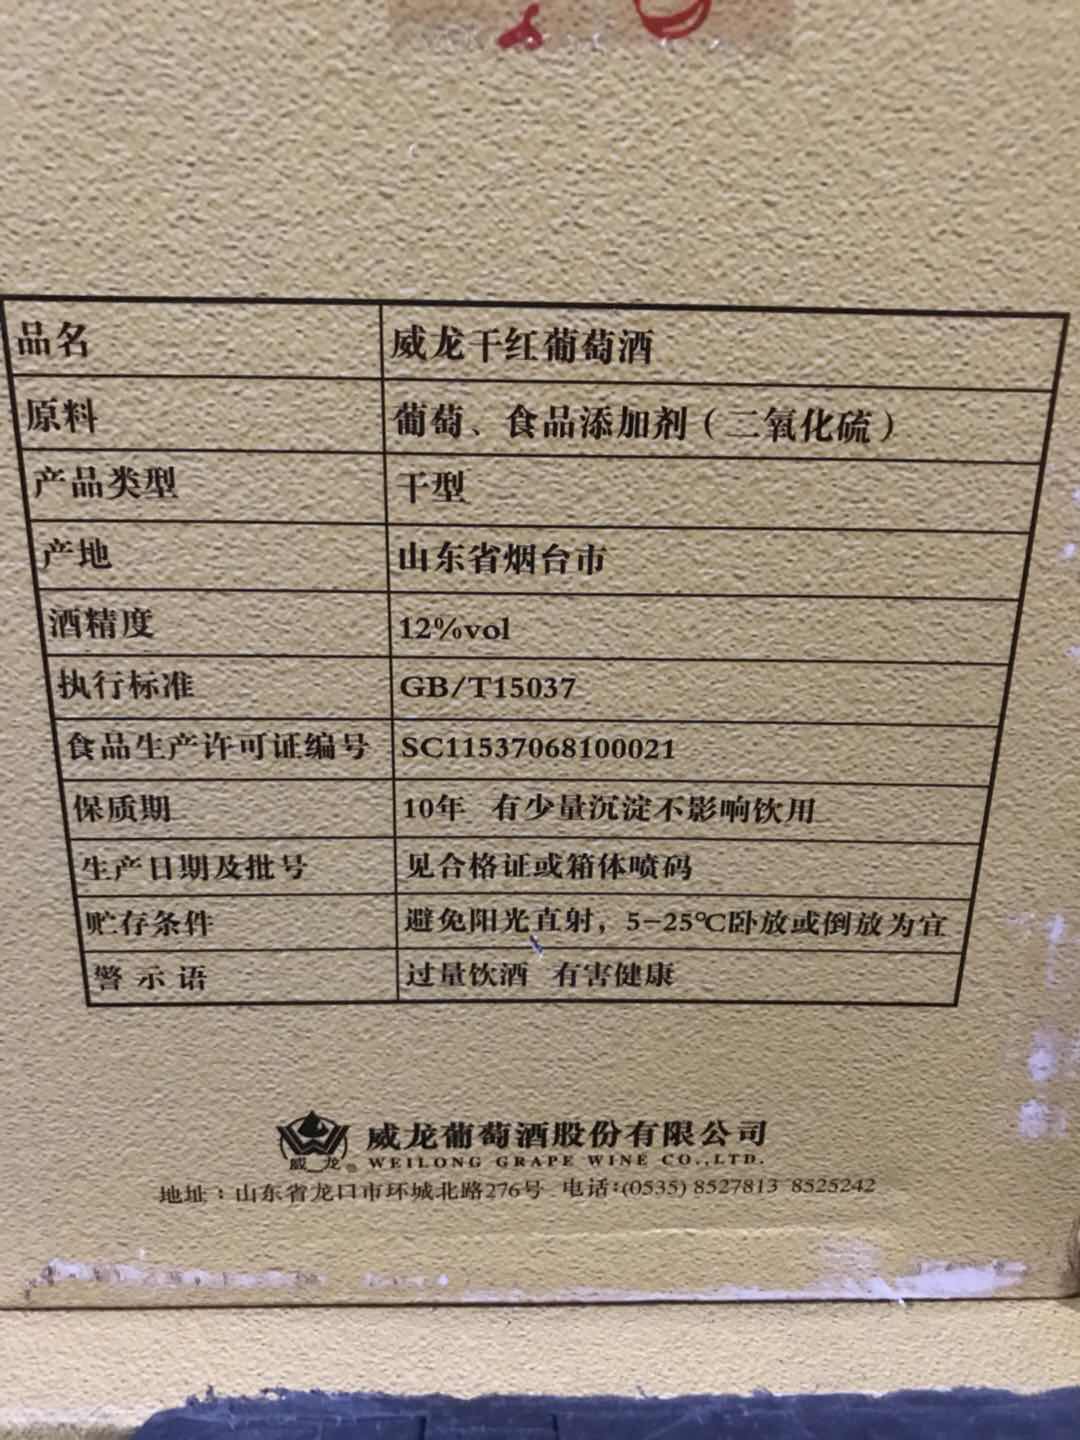 品名 威龙干红葡萄酒
原料 葡萄、食品添加剂（二氧化硫）
产品类型 干型
产地 山东省烟台市
酒精度 12%vol
执行标准 GB/T15037
食品生产许可证编号 SC11537068100021
保质期 10年 有少量沉淀不影响饮用
生产日期及批号 见合格证或箱体喷码
贮存条件 避免阳光直射，5-25℃卧放或倒放为宜
警示语 过量饮酒 有害健康
威龙葡萄酒股份有限公司
威龙® WEILONG GRAPE WINE CO.,LTD.
地址：山东省龙口市环城北路276号 电话:(0535) 8527813 8525242